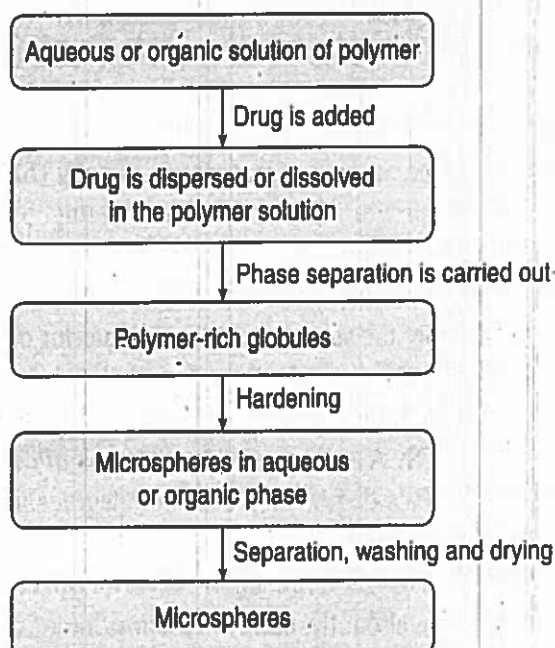 Aqueous or organic solution of polymer
Drug is added
Drug is dispersed or dissolved
in the polymer solution
Phase separation is carried out
Polymer-rich globules
Hardening
Microspheres in aqueous
or organic phase
Separation, washing and drying
Microspheres